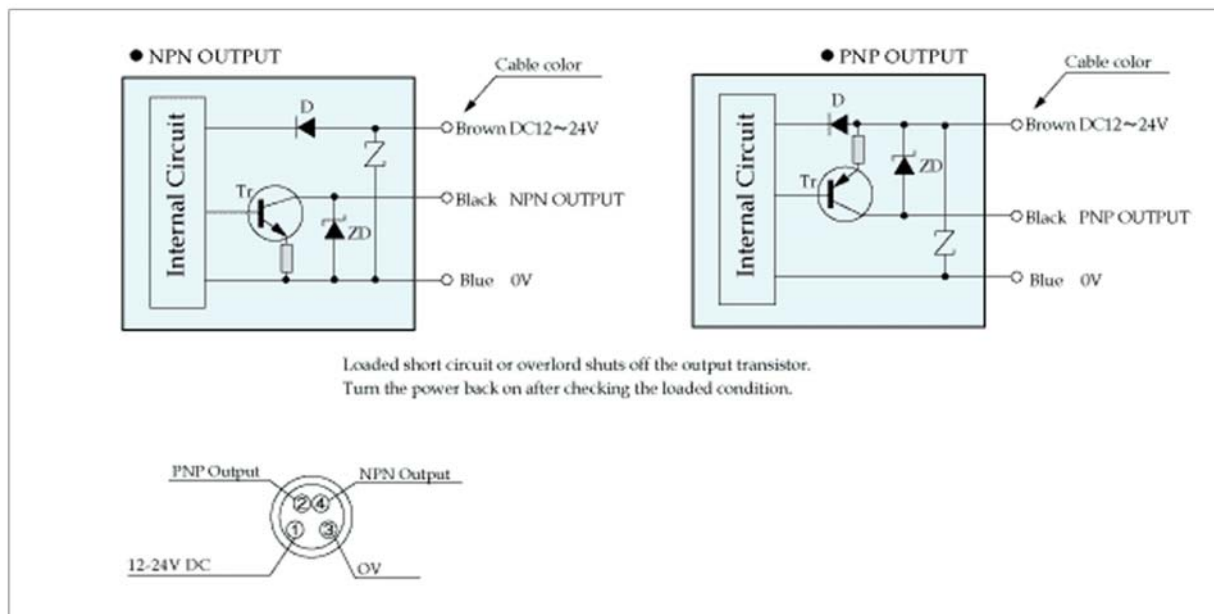 ● NPN OUTPUT
Cable color
Internal Circuit
D
Brown DC12~24V
Z
Tr
Black NPN OUTPUT
ZD
Blue 0V
● PNP OUTPUT
Cable color
Internal Circuit
D
Brown DC12~24V
ZD
Tr
Black PNP OUTPUT
Z
Blue 0V
Loaded short circuit or overlord shuts off the output transistor.
Turn the power back on after checking the loaded condition.
PNP Output
NPN Output
② ④
① ③
12-24V DC
OV